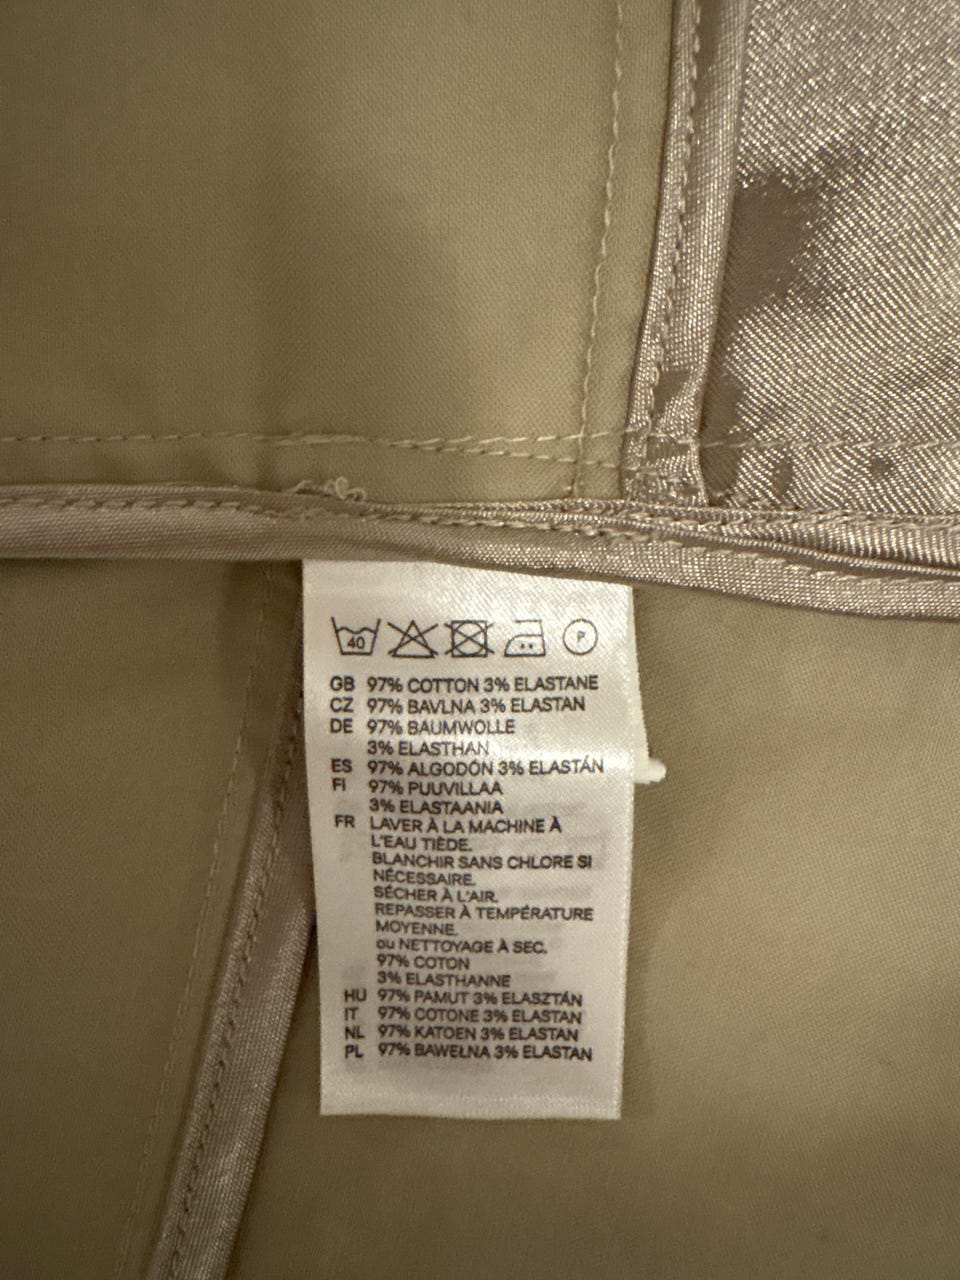 40 P
GB 97% COTTON 3% ELASTANE
CZ 97% BAVLNA 3% ELASTAN
DE 97% BAUMWOLLE
3% ELASTHAN
ES 97% ALGODÓN 3% ELASTÁN
FI 97% PUUVILLAA
3% ELASTAANIA
FR LAVER À LA MACHINE À
L'EAU TIÈDE.
BLANCHIR SANS CHLORE SI
NÉCESSAIRE.
SÉCHER À L'AIR.
REPASSER À TEMPÉRATURE
MOYENNE.
ou NETTOYAGE À SEC.
97% COTON
3% ELASTHANNE
HU 97% PAMUT 3% ELASZTÁN
IT 97% COTONE 3% ELASTAN
NL 97% KATOEN 3% ELASTAN
PL 97% BAWEŁNA 3% ELASTAN